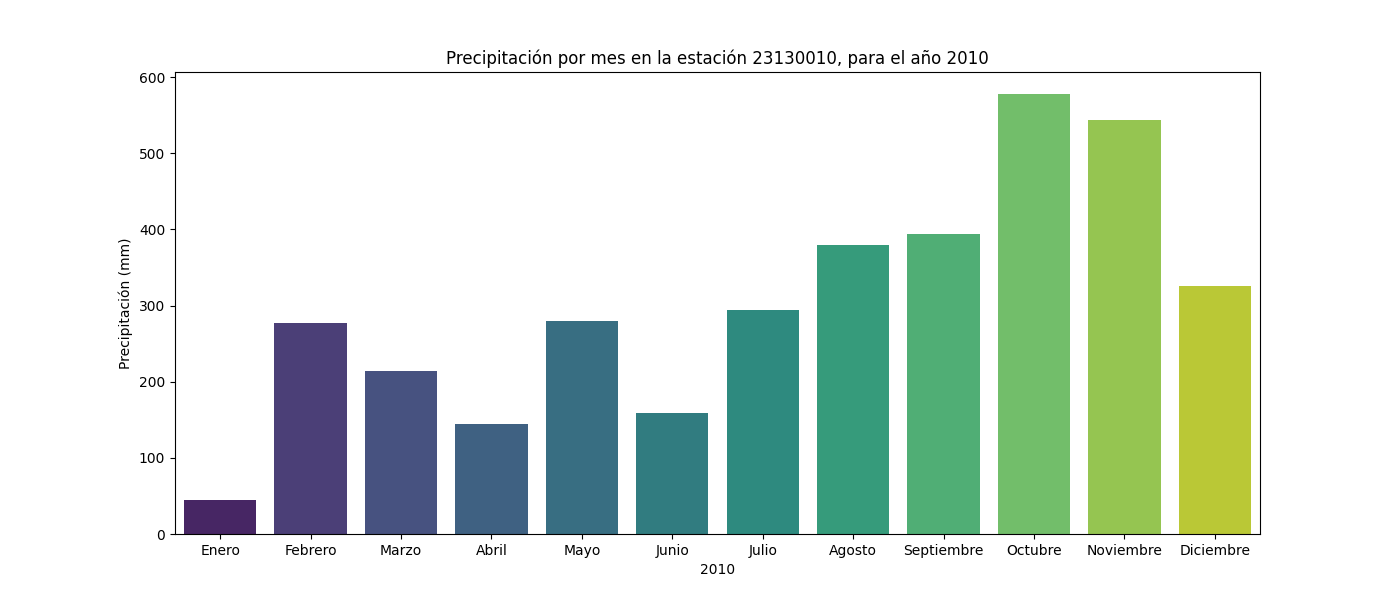 Precipitación por mes en la estación 23130010, para el año 2010
Precipitación (mm)
600
500
400
300
200
100
0
Enero Febrero Marzo Abril Mayo Junio Julio Agosto Septiembre Octubre Noviembre Diciembre
2010